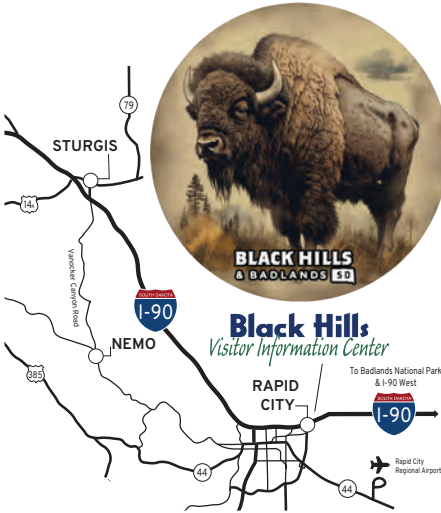 79
STURGIS
14A
Vanocker Canyon Road
BLACK HILLS
& BADLANDS SD
SOUTH DAKOTA
I-90
Black Hills
Visitor Information Center
NEMO
To Badlands National Park
& I-90 West
385
RAPID
CITY
SOUTH DAKOTA
I-90
Rapid City
Regional Airport
44
44